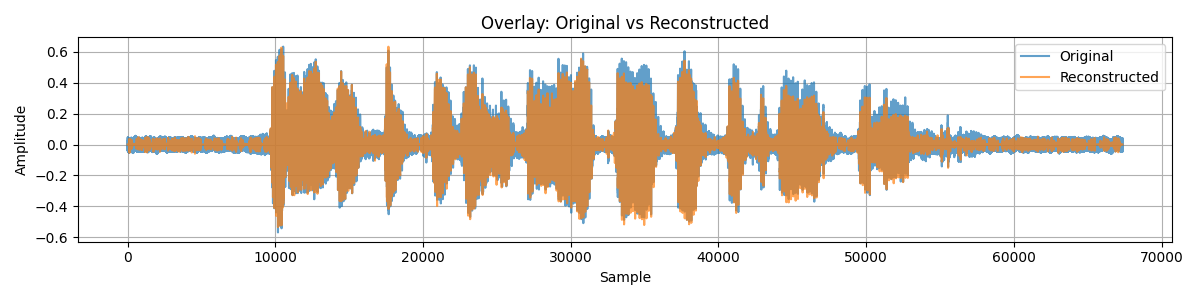 Overlay: Original vs Reconstructed
Original
Reconstructed
Amplitude
0.6
0.4
0.2
0.0
−0.2
−0.4
−0.6
0 10000 20000 30000 40000 50000 60000 70000
Sample